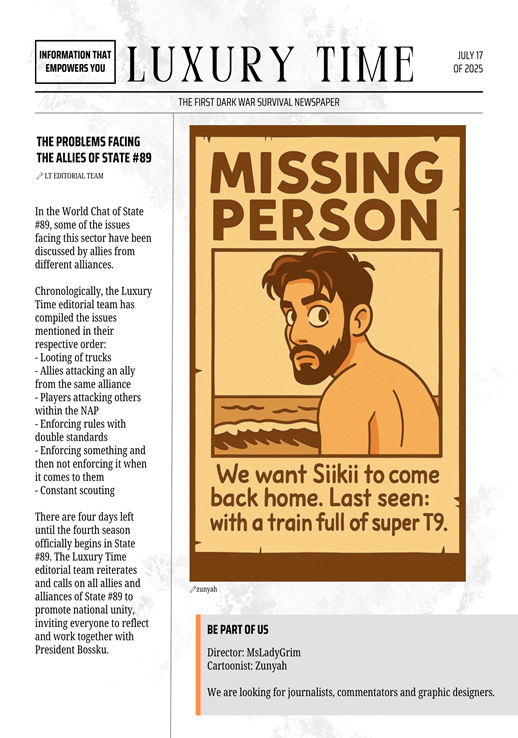 INFORMATION THAT
EMPOWERS YOU
LUXURY TIME
JULY 17
OF 2025
THE FIRST DARK WAR SURVIVAL NEWSPAPER
THE PROBLEMS FACING
THE ALLIES OF STATE #89
LT EDITORIAL TEAM
In the World Chat of State
#89, some of the issues
facing this sector have been
discussed by allies from
different alliances.
Chronologically, the Luxury
Time editorial team has
compiled the issues
mentioned in their
respective order:
- Looting of trucks
- Allies attacking an ally
from the same alliance
- Players attacking others
within the NAP
- Enforcing rules with
double standards
- Enforcing something and
then not enforcing it when
it comes to them
- Constant scouting
There are four days left
until the fourth season
officially begins in State
#89. The Luxury Time
editorial team reiterates
and calls on all allies and
alliances of State #89 to
promote national unity,
inviting everyone to reflect
and work together with
President Bossku.
MISSING
PERSON
We want Siikii to come
back home. Last seen:
with a train full of super T9.
zunyah
BE PART OF US
Director: MsLadyGrim
Cartoonist: Zunyah
We are looking for journalists, commentators and graphic designers.